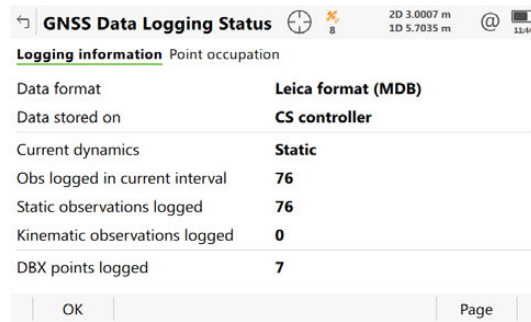 GNSS Data Logging Status 8 2D 3.0007 m 1D 5.7035 m @
Logging information Point occupation
Data format Leica format (MDB)
Data stored on CS controller
Current dynamics Static
Obs logged in current interval 76
Static observations logged 76
Kinematic observations logged 0
DBX points logged 7
OK Page